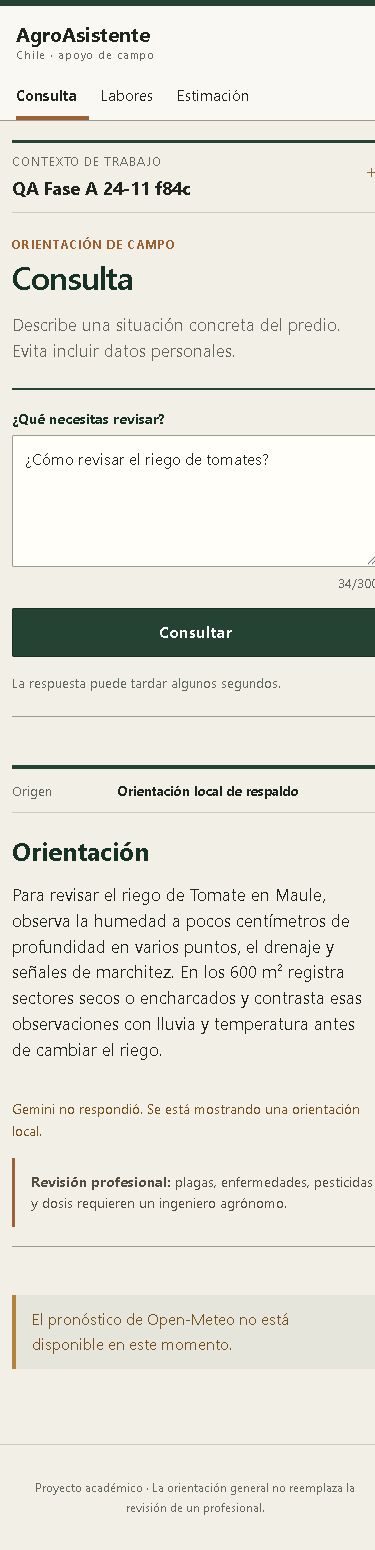 AgroAsistente
Chile · apoyo de campo
Consulta Labores Estimación
CONTEXTO DE TRABAJO
QA Fase A 24-11 f84c
+
ORIENTACIÓN DE CAMPO
Consulta
Describe una situación concreta del predio.
Evita incluir datos personales.
¿Qué necesitas revisar?
¿Cómo revisar el riego de tomates?
34/300
Consultar
La respuesta puede tardar algunos segundos.
Origen Orientación local de respaldo
Orientación
Para revisar el riego de Tomate en Maule,
observa la humedad a pocos centímetros de
profundidad en varios puntos, el drenaje y
señales de marchitez. En los 600 m² registra
sectores secos o encharcados y contrasta esas
observaciones con lluvia y temperatura antes
de cambiar el riego.
Gemini no respondió. Se está mostrando una orientación
local.
Revisión profesional: plagas, enfermedades, pesticidas
y dosis requieren un ingeniero agrónomo.
El pronóstico de Open-Meteo no está
disponible en este momento.
Proyecto académico · La orientación general no reemplaza la
revisión de un profesional.